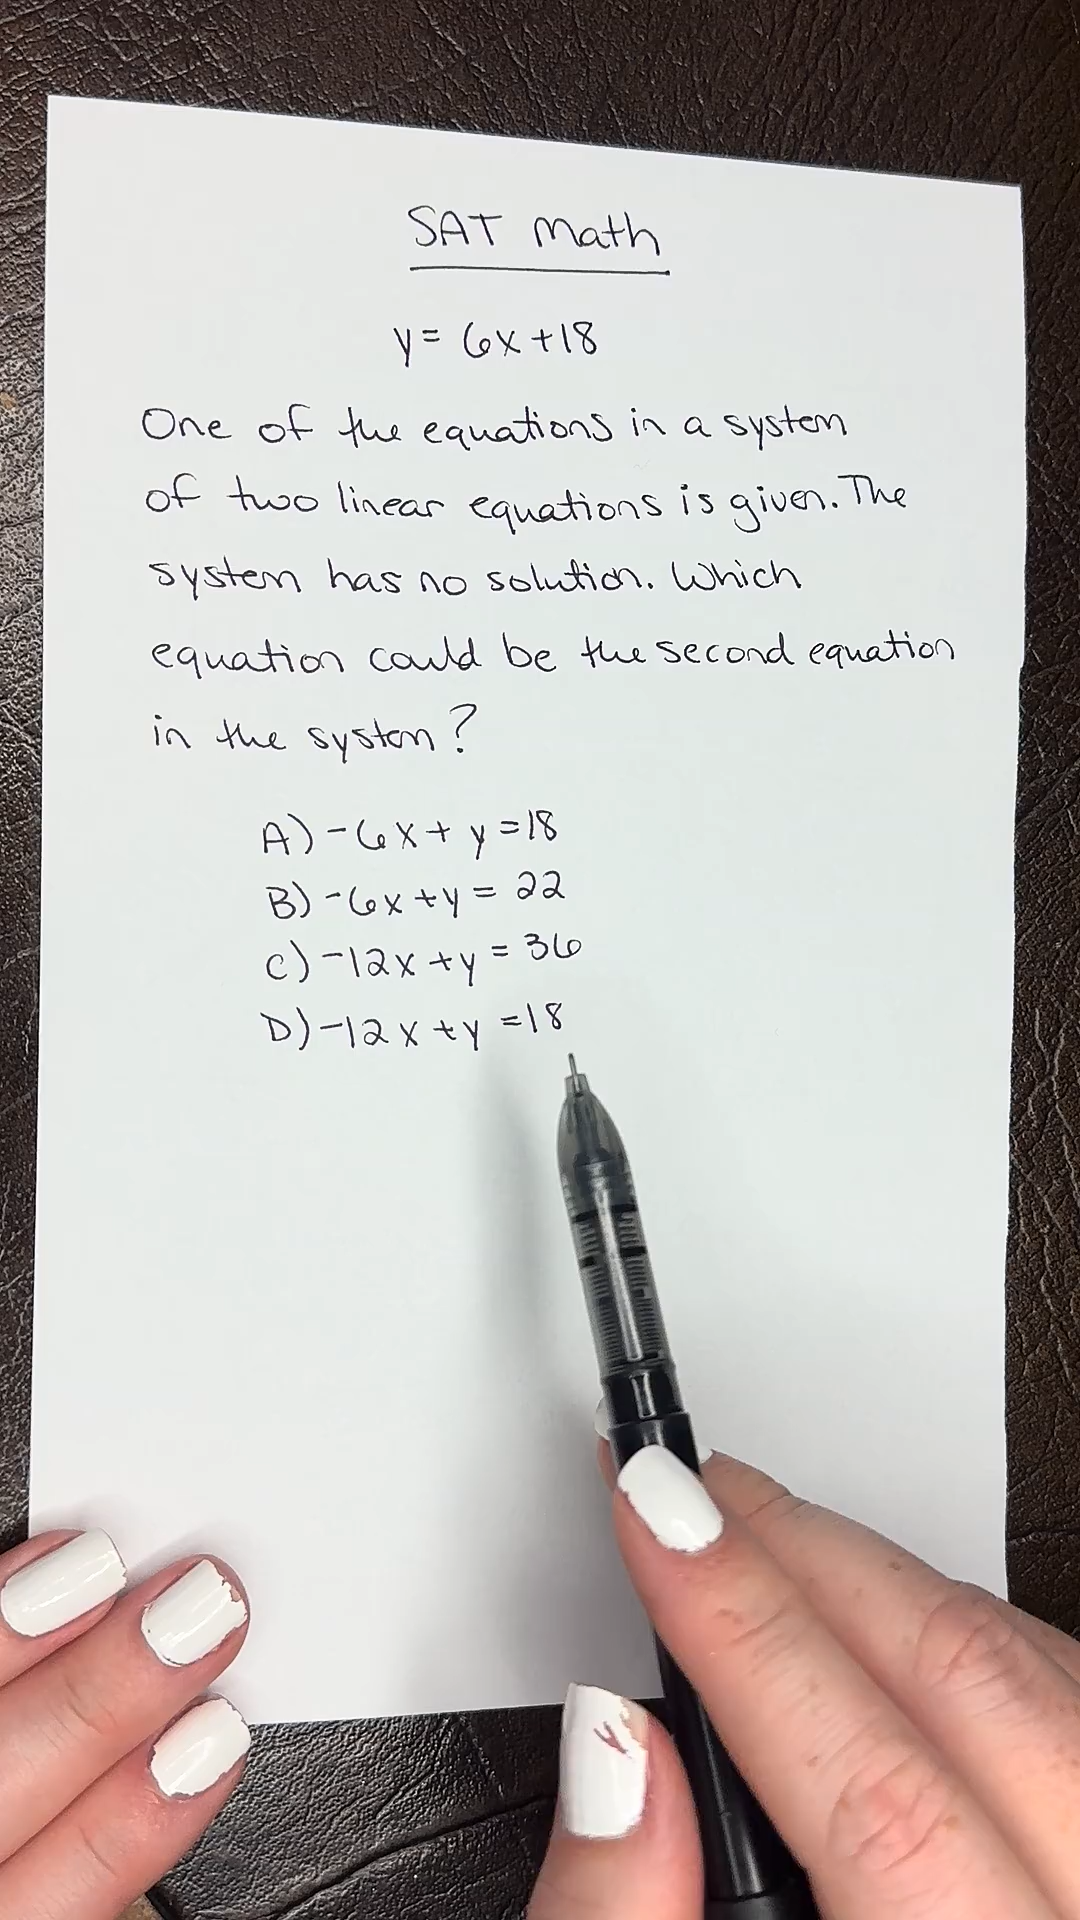 SAT Math
y = 6x + 18
One of the equations in a system
of two linear equations is given. The
system has no solution. Which
equation could be the second equation
in the system?
A) -6x + y = 18
B) -6x + y = 22
C) -12x + y = 36
D) -12x + y = 18